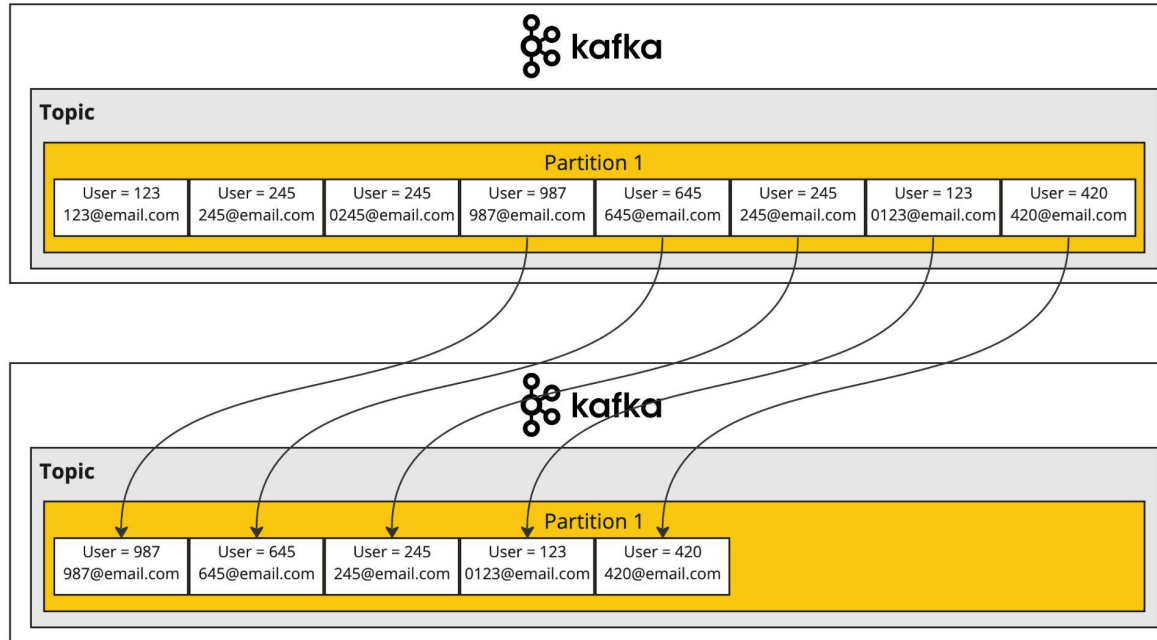 kafka
Topic
Partition 1
User = 123
123@email.com
User = 245
245@email.com
User = 245
0245@email.com
User = 987
987@email.com
User = 645
645@email.com
User = 245
245@email.com
User = 123
0123@email.com
User = 420
420@email.com
kafka
Topic
Partition 1
User = 987
987@email.com
User = 645
645@email.com
User = 245
245@email.com
User = 123
0123@email.com
User = 420
420@email.com